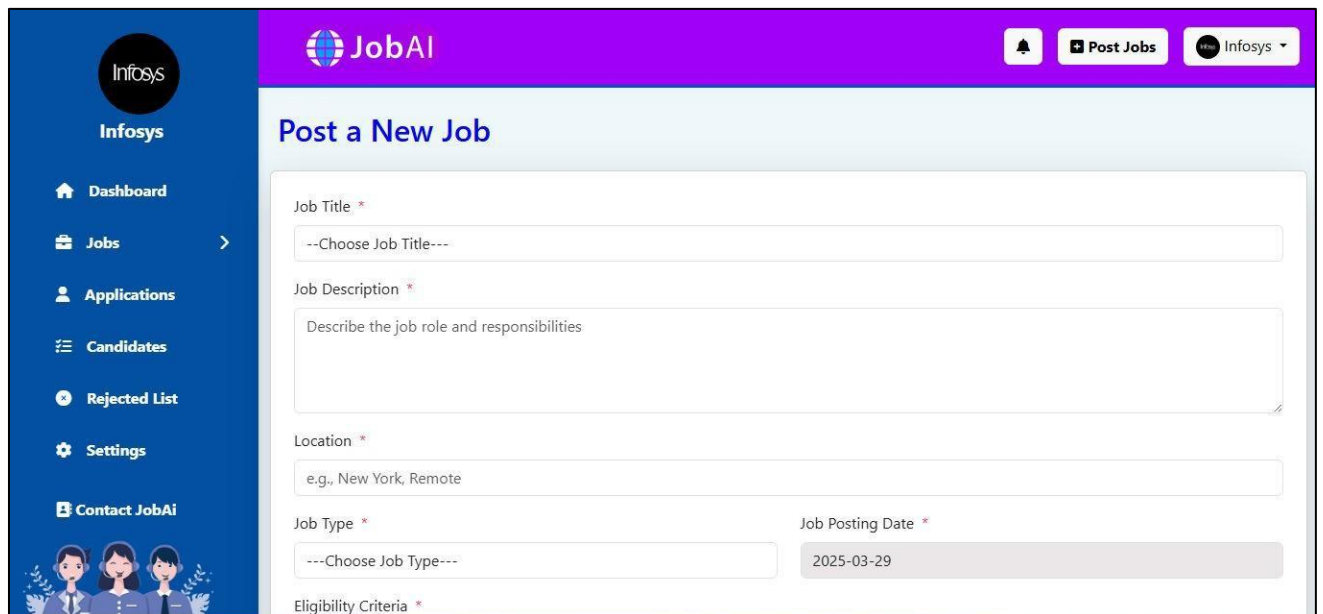 Infosys
Infosys
Dashboard
Jobs
Applications
Candidates
Rejected List
Settings
Contact JobAi
JobAI
Post Jobs
Infosys
Post a New Job
Job Title *
--Choose Job Title---
Job Description *
Describe the job role and responsibilities
Location *
e.g., New York, Remote
Job Type *
Job Posting Date *
---Choose Job Type---
2025-03-29
Eligibility Criteria *